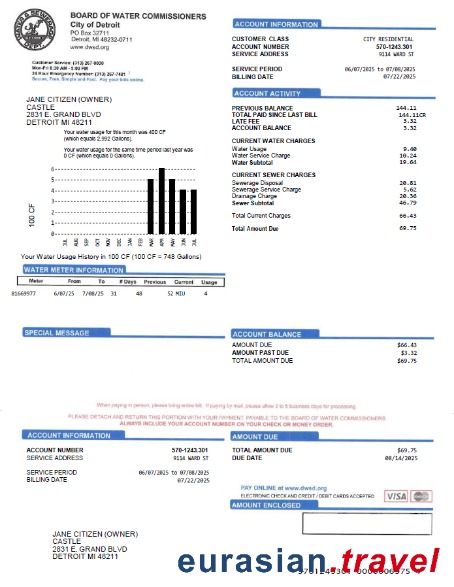 BOARD OF WATER COMMISSIONERS
City of Detroit
PO Box 32711
Detroit, MI 48232-0711
www.dwsd.org
Customer Service: (313) 267-8000
Mon-Fri 8:30 AM - 5:00 PM
24 Hour Emergency Number: (313) 267-7401
JANE CITIZEN (OWNER)
CASTLE
2831 E. GRAND BLVD
DETROIT MI 48211
Your water usage for this month was 400 CF
(which equals 2,992 Gallons).
Your water usage for the same time period last year was
0 CF (which equals 0 Gallons).
100 CF
6
5
4
3
2
1
0
JUL AUG SEP OCT NOV DEC JAN FEB MAR APR MAY JUN JUL
Your Water Usage History in 100 CF (100 CF = 748 Gallons)
WATER METER INFORMATION
Meter From To # Days Previous Current Usage
81669977 6/07/25 7/08/25 31 48 52 MIU 4
SPECIAL MESSAGE
ACCOUNT INFORMATION
CUSTOMER CLASS CITY RESIDENTIAL
ACCOUNT NUMBER 570-1243.301
SERVICE ADDRESS 9114 WARD ST
SERVICE PERIOD 06/07/2025 to 07/08/2025
BILLING DATE 07/22/2025
ACCOUNT ACTIVITY
PREVIOUS BALANCE 144.11
TOTAL PAID SINCE LAST BILL 144.11CR
LATE FEE 3.32
ACCOUNT BALANCE 3.32
CURRENT WATER CHARGES
Water Usage 9.40
Water Service Charge 10.24
Water Subtotal 19.64
CURRENT SEWER CHARGES
Sewerage Disposal 20.81
Sewerage Service Charge 5.62
Drainage Charge 20.36
Sewer Subtotal 46.79
Total Current Charges 66.43
Total Amount Due 69.75
ACCOUNT BALANCE
AMOUNT DUE $66.43
AMOUNT PAST DUE $3.32
TOTAL AMOUNT DUE $69.75
When paying in person, please bring entire bill. If paying by mail, please allow 2 to 5 business days for processing.
PLEASE DETACH AND RETURN THIS PORTION WITH YOUR PAYMENT PAYABLE TO THE BOARD OF WATER COMMISSIONERS
ALWAYS INCLUDE YOUR ACCOUNT NUMBER ON YOUR CHECK OR MONEY ORDER.
ACCOUNT INFORMATION
ACCOUNT NUMBER 570-1243.301
SERVICE ADDRESS 9114 WARD ST
SERVICE PERIOD 06/07/2025 to 07/08/2025
BILLING DATE 07/22/2025
AMOUNT DUE
TOTAL AMOUNT DUE $69.75
DUE DATE 08/14/2025
PAY ONLINE at www.dwsd.org
ELECTRONIC CHECK AND CREDIT / DEBIT CARDS ACCEPTED
VISA
AMOUNT ENCLOSED
JANE CITIZEN (OWNER)
CASTLE
2831 E. GRAND BLVD
DETROIT MI 48211
eurasian.travel